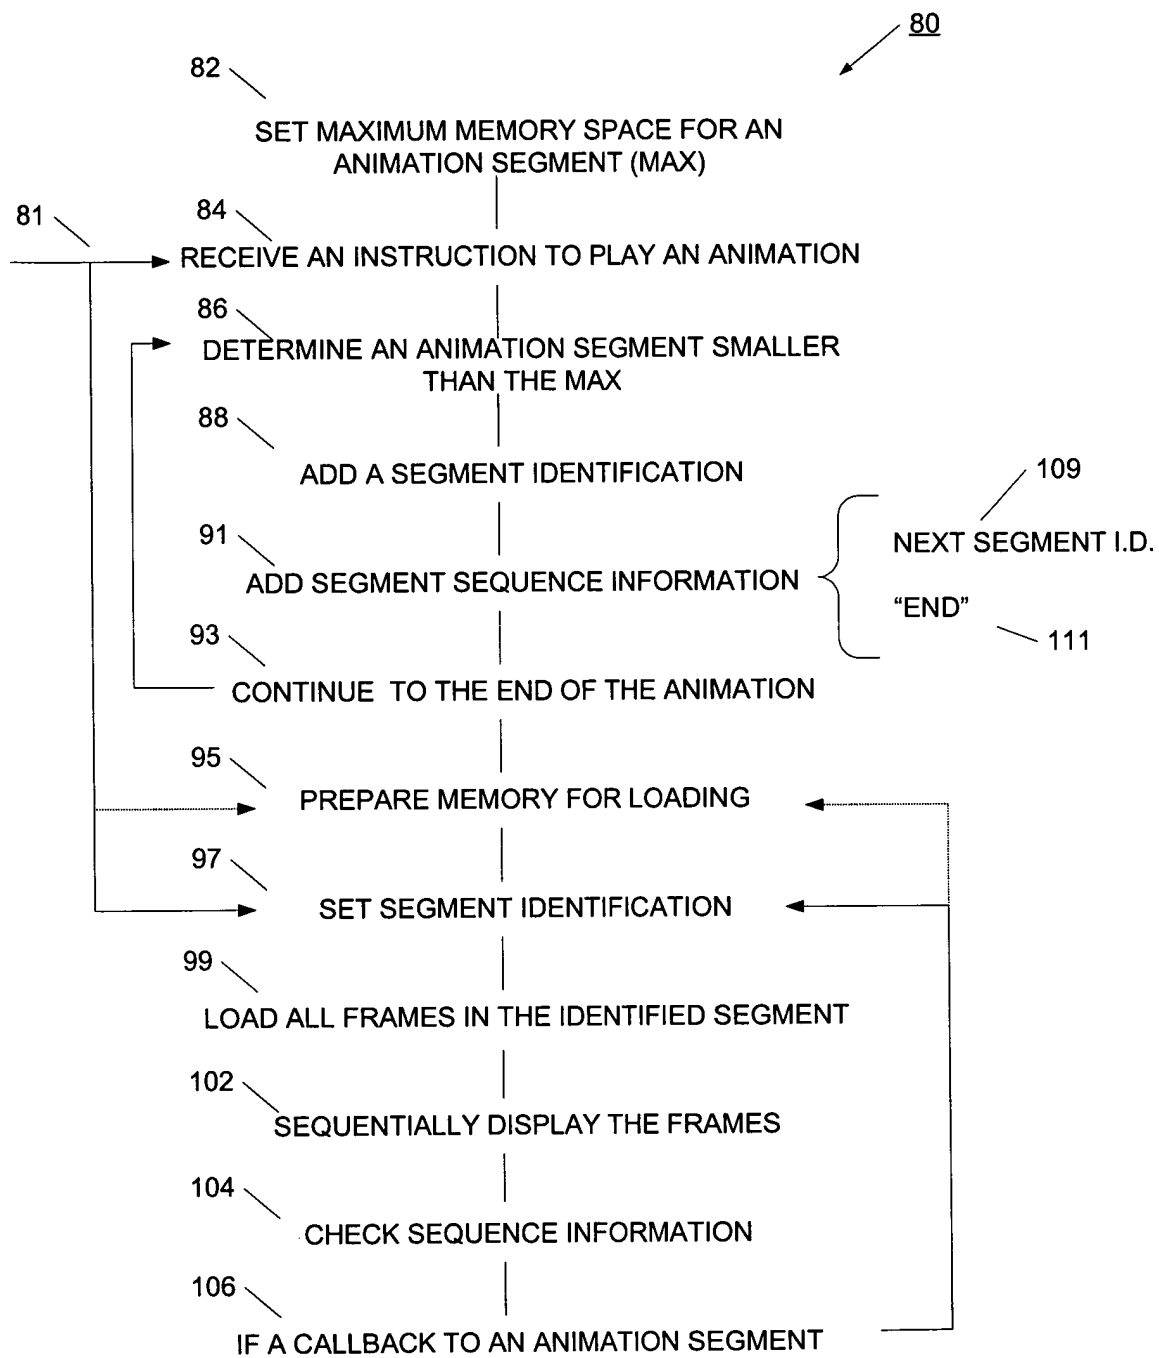 80
82
SET MAXIMUM MEMORY SPACE FOR AN
ANIMATION SEGMENT (MAX)
81
84
RECEIVE AN INSTRUCTION TO PLAY AN ANIMATION
86
DETERMINE AN ANIMATION SEGMENT SMALLER
THAN THE MAX
88
ADD A SEGMENT IDENTIFICATION
109
NEXT SEGMENT I.D.
91
ADD SEGMENT SEQUENCE INFORMATION
“END”
111
93
CONTINUE TO THE END OF THE ANIMATION
95
PREPARE MEMORY FOR LOADING
97
SET SEGMENT IDENTIFICATION
99
LOAD ALL FRAMES IN THE IDENTIFIED SEGMENT
102
SEQUENTIALLY DISPLAY THE FRAMES
104
CHECK SEQUENCE INFORMATION
106
IF A CALLBACK TO AN ANIMATION SEGMENT